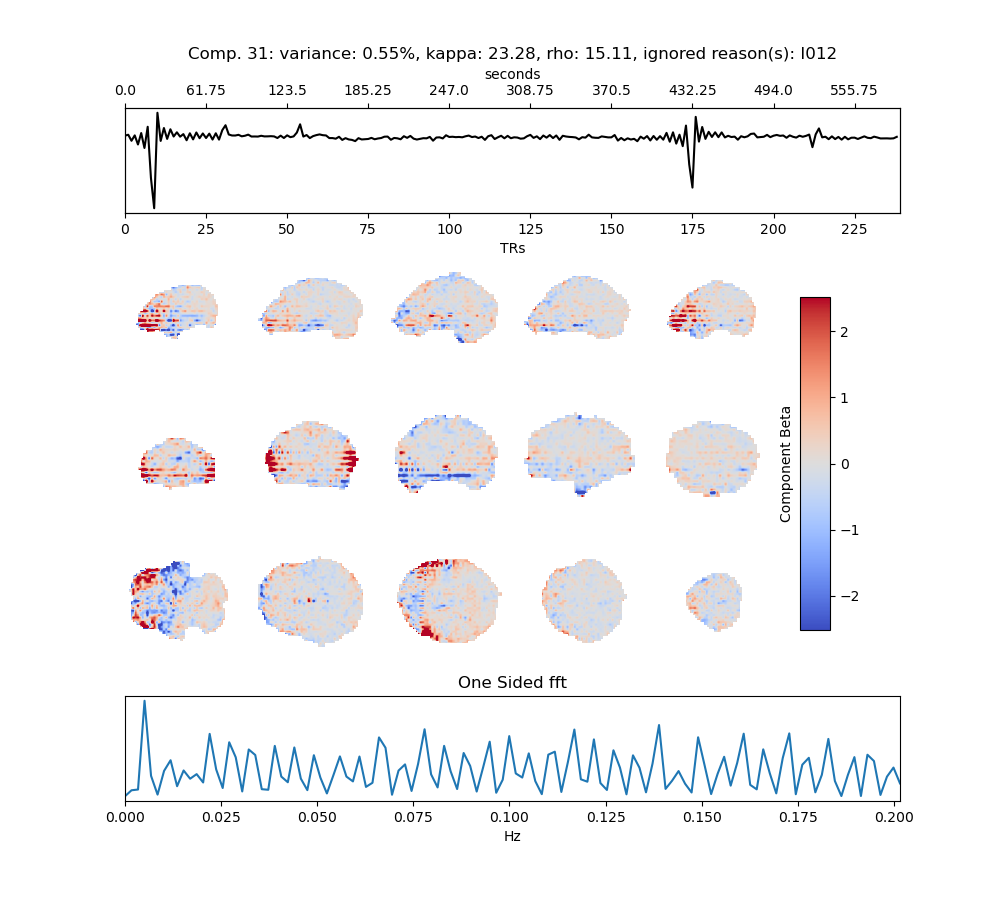 Comp. 31: variance: 0.55%, kappa: 23.28, rho: 15.11, ignored reason(s): I012
seconds
0.0 61.75 123.5 185.25 247.0 308.75 370.5 432.25 494.0 555.75
0 25 50 75 100 125 150 175 200 225
TRs
2
1
0
−1
−2
Component Beta
One Sided fft
0.000 0.025 0.050 0.075 0.100 0.125 0.150 0.175 0.200
Hz